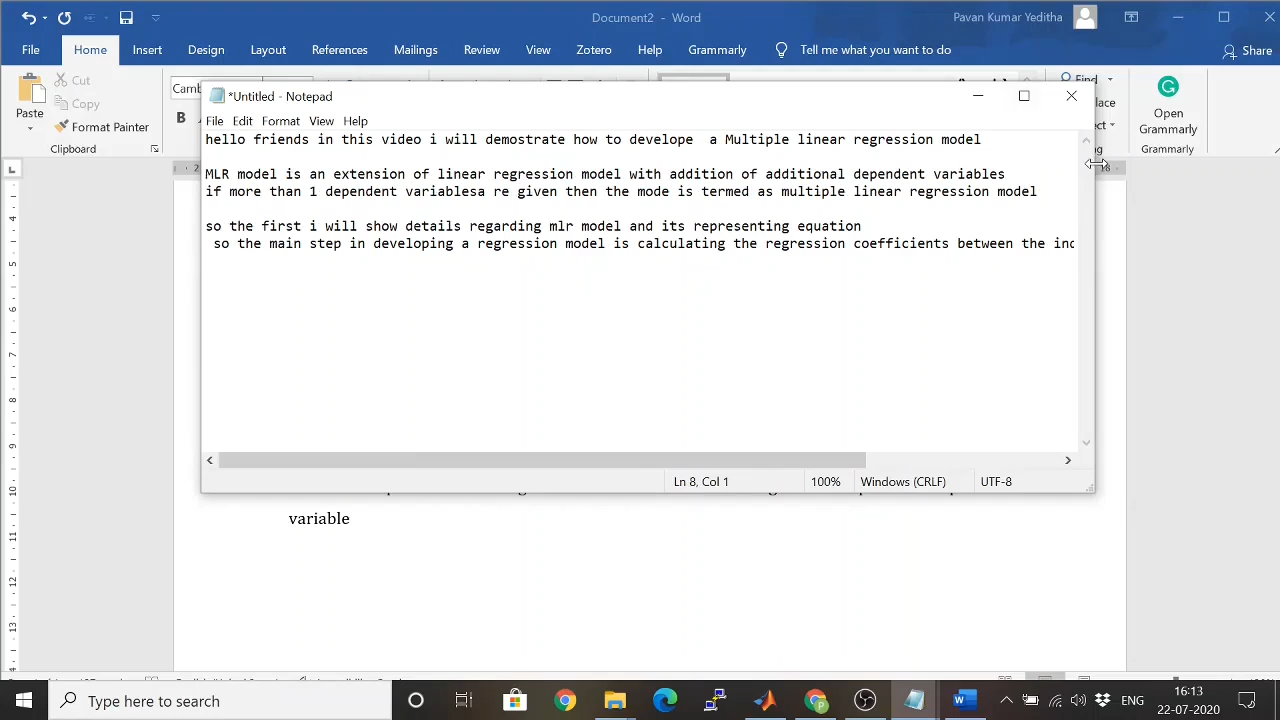 Document2 - Word
Pavan Kumar Yeditha
File Home Insert Design Layout References Mailings Review View Zotero Help Grammarly Tell me what you want to do Share
Paste
Cut
Copy
Format Painter
Clipboard
Camb
B
Find
Open
Grammarly
Grammarly
*Untitled - Notepad
File Edit Format View Help
hello friends in this video i will demostrate how to develope  a Multiple linear regression model
MLR model is an extension of linear regression model with addition of additional dependent variables
if more than 1 dependent variablesa re given then the mode is termed as multiple linear regression model
so the first i will show details regarding mlr model and its representing equation
so the main step in developing a regression model is calculating the regression coefficients between the
Ln 8, Col 1 100% Windows (CRLF) UTF-8
variable
Type here to search
ENG
16:13
22-07-2020